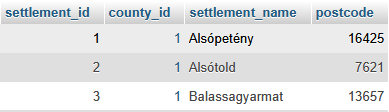 settlement_id county_id settlement_name postcode
1 1 Alsópetény 16425
2 1 Alsótold 7621
3 1 Balassagyarmat 13657